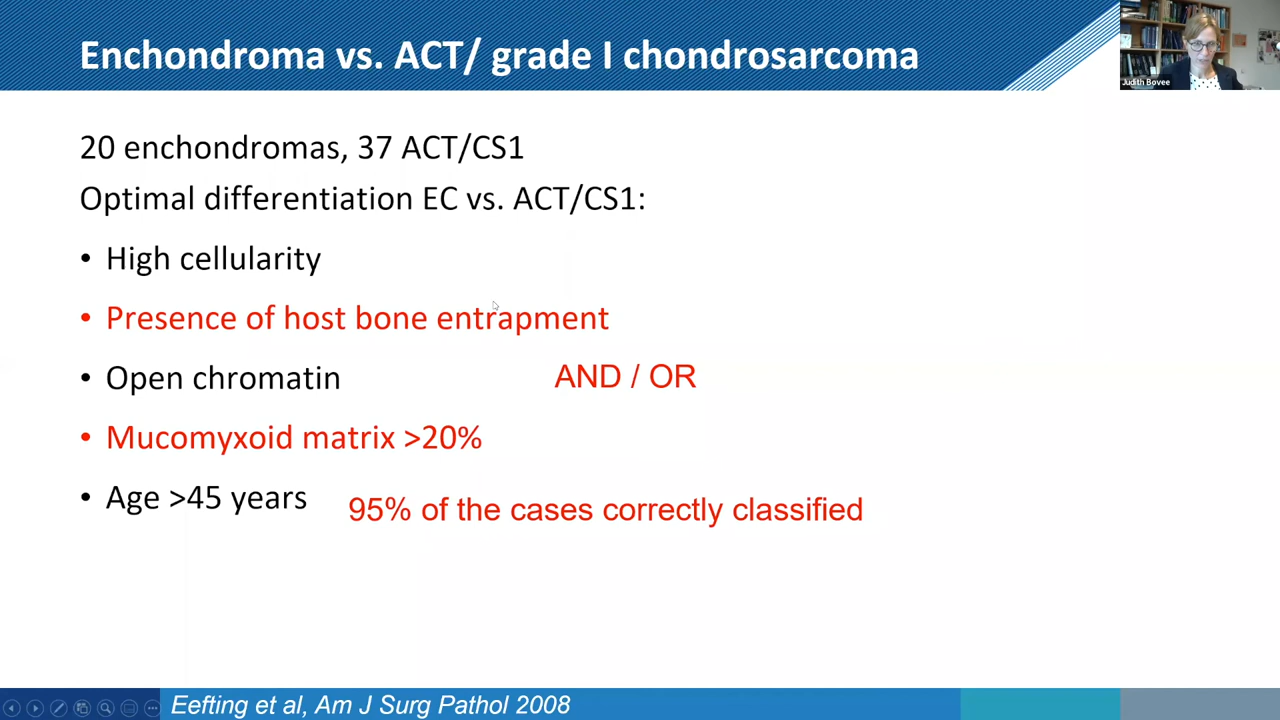 Enchondroma vs. ACT/ grade I chondrosarcoma
Judith Bovee
20 enchondromas, 37 ACT/CS1
Optimal differentiation EC vs. ACT/CS1:
• High cellularity
• Presence of host bone entrapment
• Open chromatin
AND / OR
• Mucomyxoid matrix >20%
• Age >45 years
95% of the cases correctly classified
Eefting et al, Am J Surg Pathol 2008